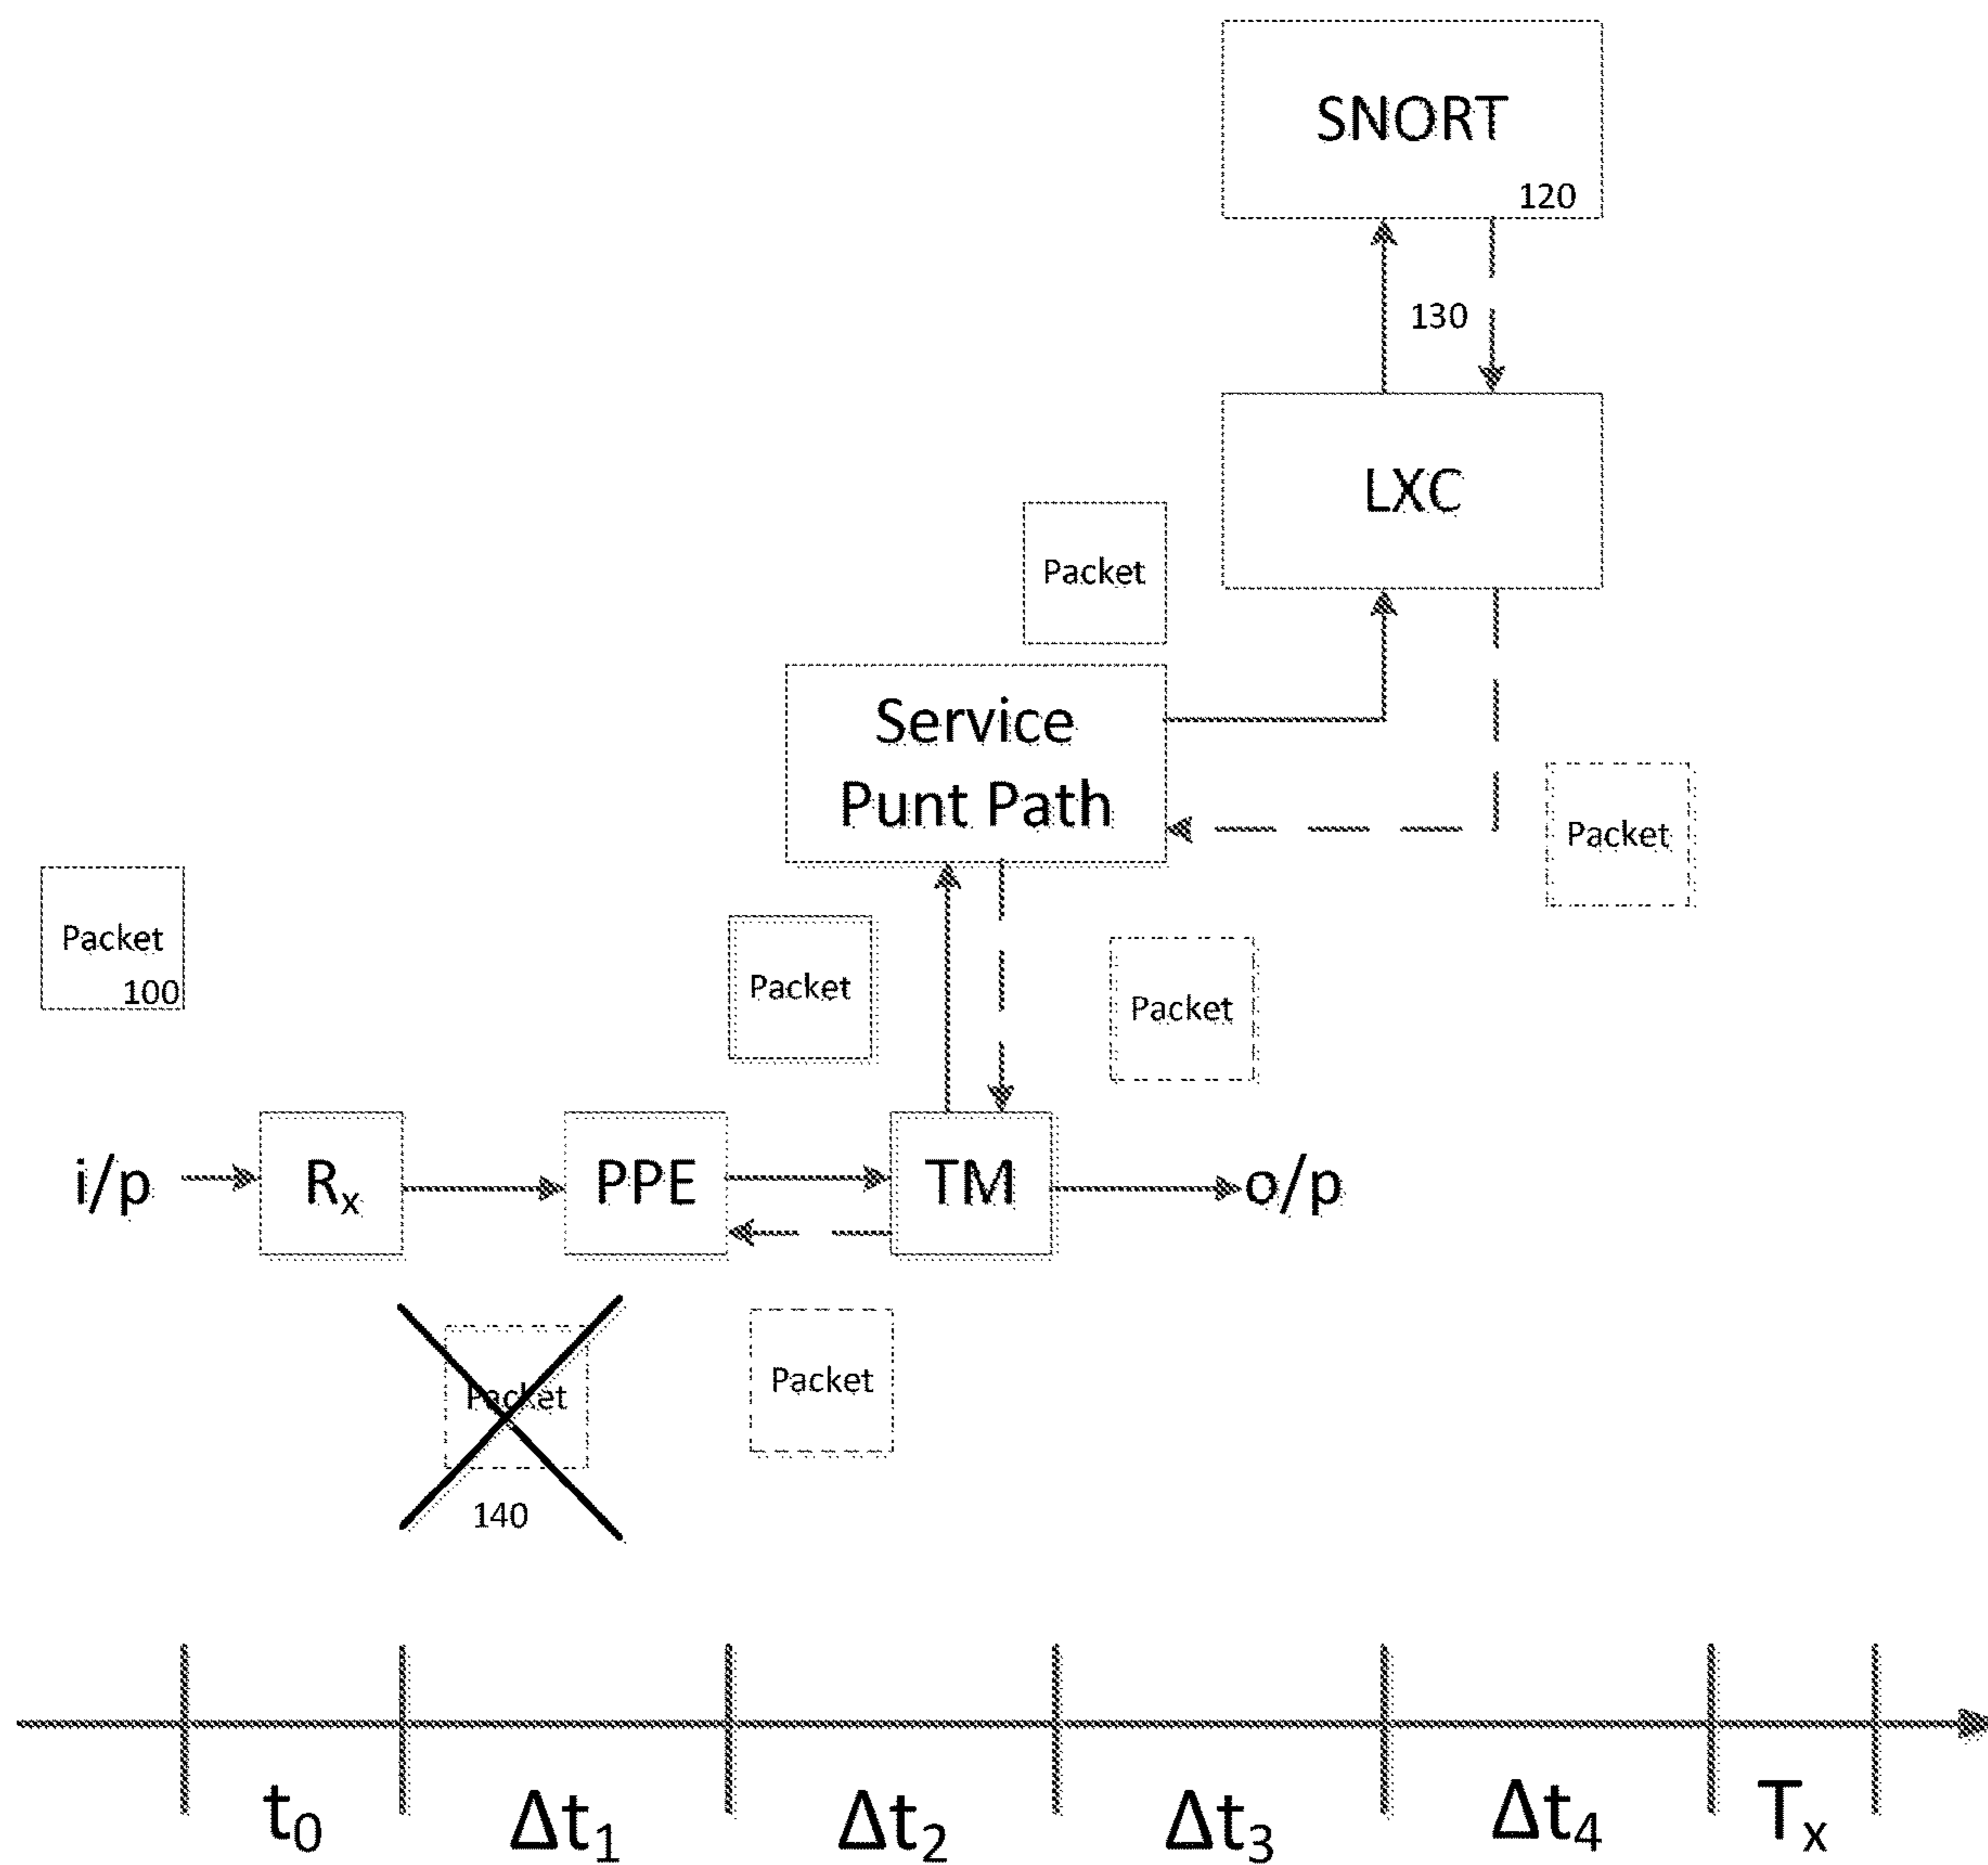 SNORT
120
130
LXC
Packet
Service
Punt Path
Packet
Packet
100
Packet
Packet
i/p
Rₓ
PPE
TM
o/p
Packet
Packet
140
t₀
Δt₁
Δt₂
Δt₃
Δt₄
Tₓ